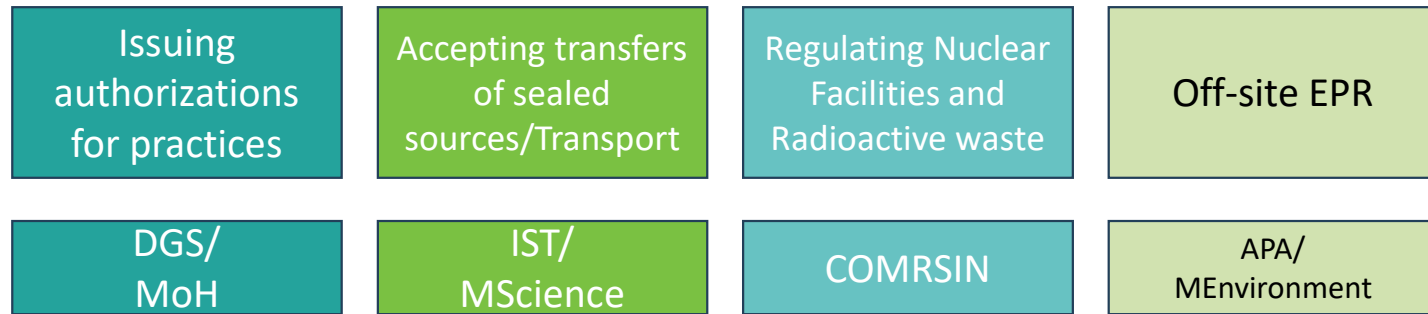 Issuing
authorizations
for practices
Accepting transfers
of sealed
sources/Transport
Regulating Nuclear
Facilities and
Radioactive waste
Off-site EPR
DGS/
MoH
IST/
MScience
COMRSIN
APA/
MEnvironment